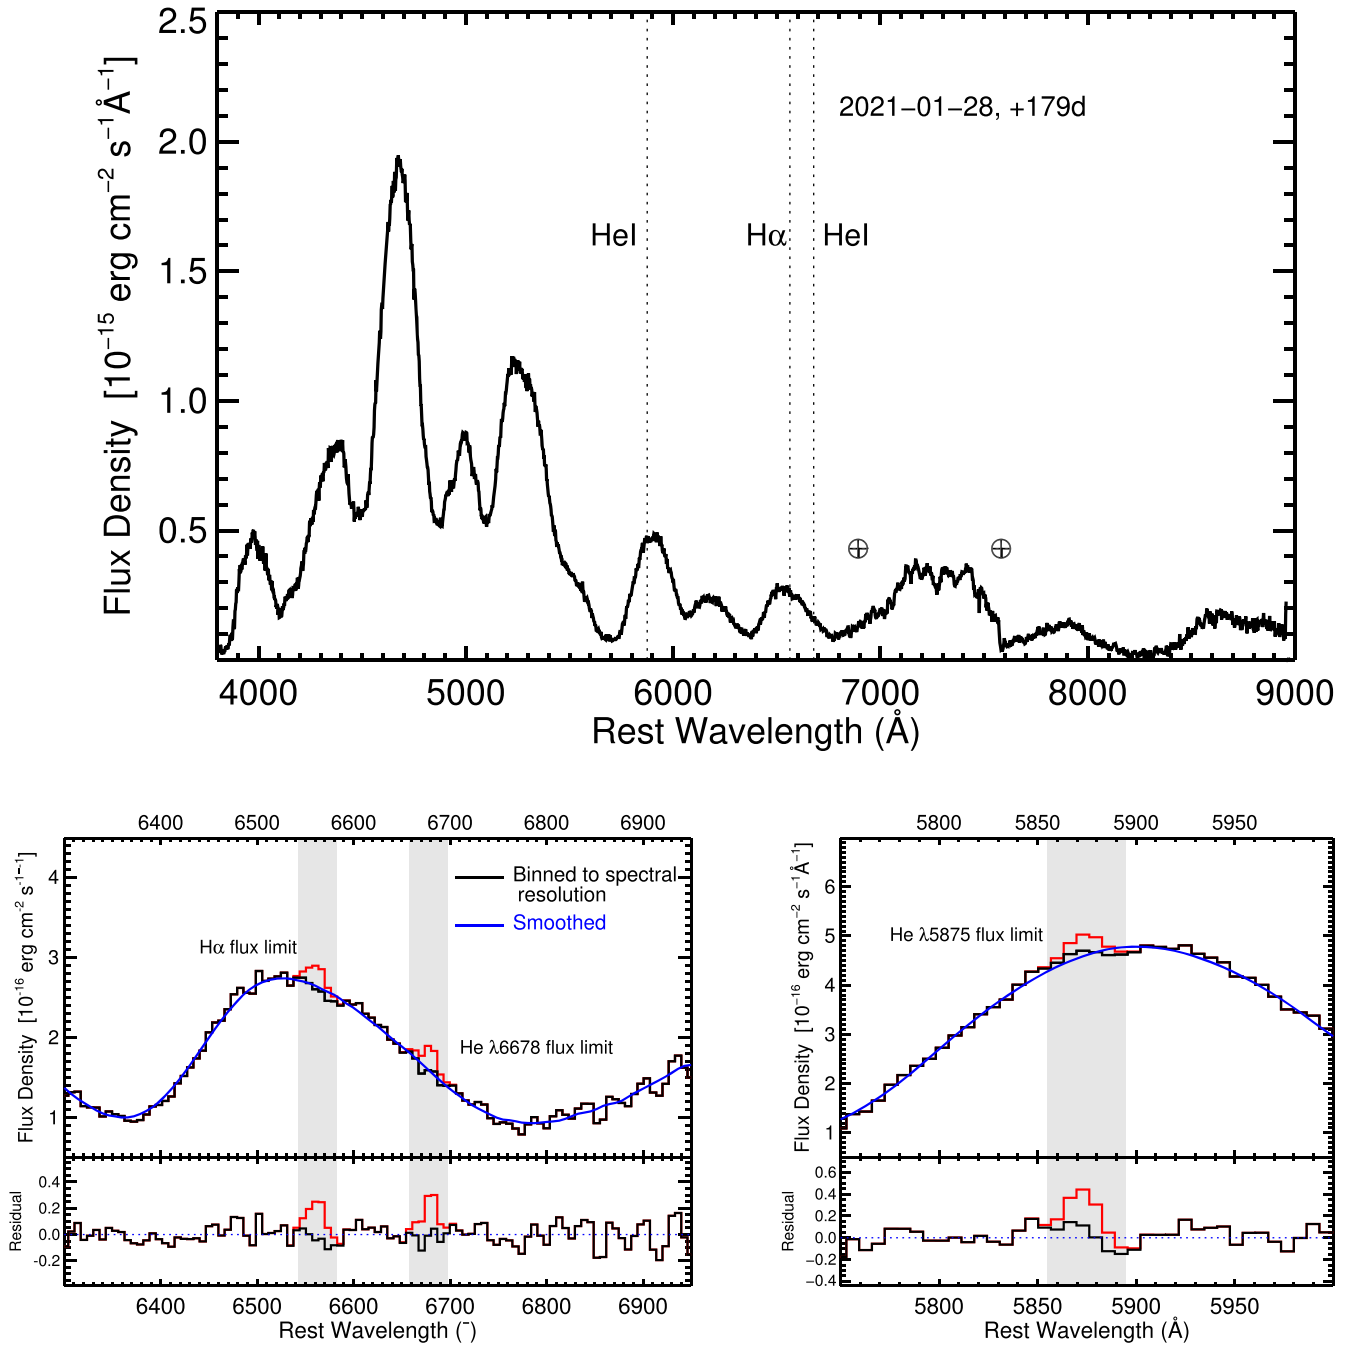 2.5
2.0
1.5
1.0
0.5
Flux Density [10−15 erg cm−2 s−1 Å−1]
2021−01−28, +179d
HeI
Hα
HeI
⊕
⊕
4000 5000 6000 7000 8000 9000
Rest Wavelength (Å)
6400 6500 6600 6700 6800 6900
4
3
2
1
Flux Density [10-16 erg cm-2 s-1--1]
Binned to spectral
resolution
Smoothed
Hα flux limit
He λ6678 flux limit
0.4
0.2
0.0
-0.2
Residual
6400 6500 6600 6700 6800 6900
Rest Wavelength (-)
5800 5850 5900 5950
6
5
4
3
2
1
Flux Density [10−16 erg cm−2 s−1Å−1]
He λ5875 flux limit
0.6
0.4
0.2
0.0
−0.2
−0.4
Residual
5800 5850 5900 5950
Rest Wavelength (Å)